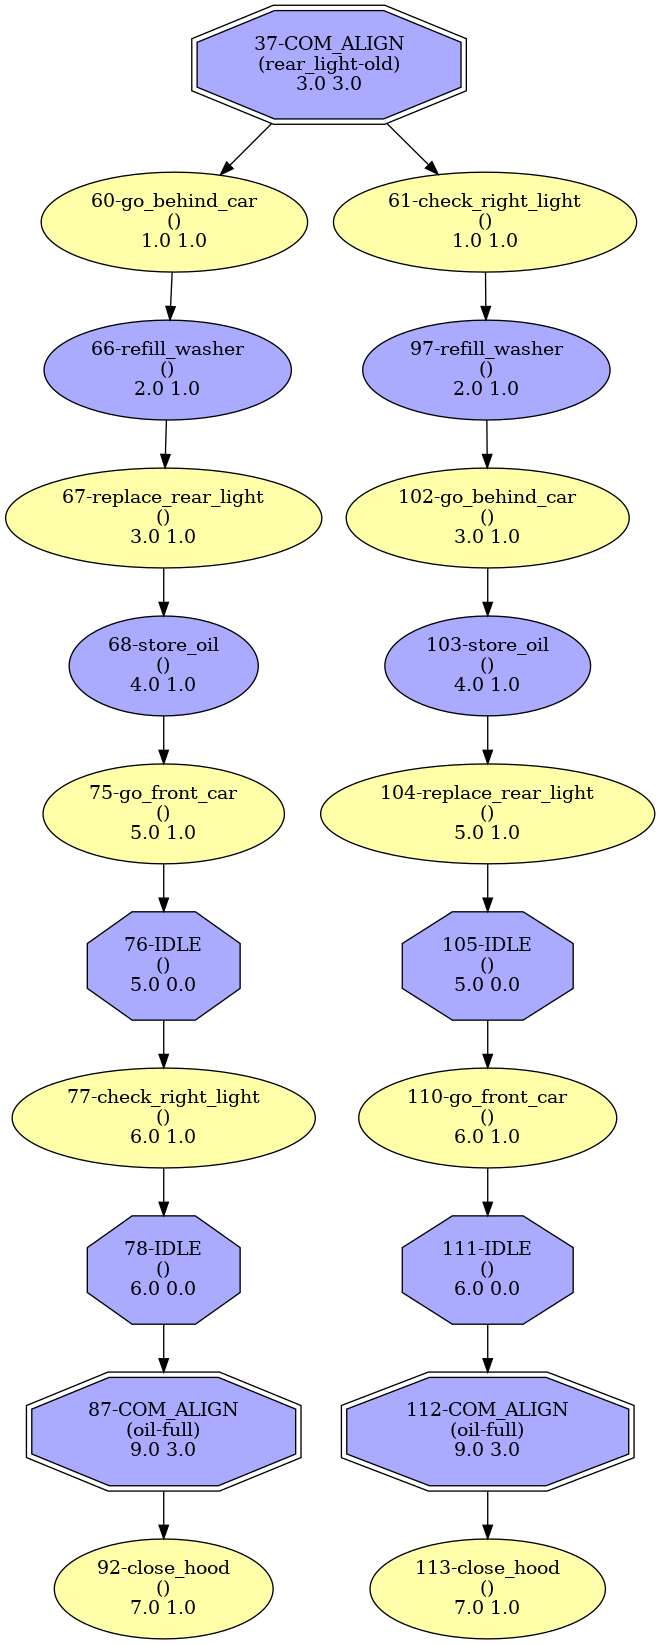 37-COM_ALIGN
(rear_light-old)
3.0 3.0
60-go_behind_car
()
1.0 1.0
61-check_right_light
()
1.0 1.0
66-refill_washer
()
2.0 1.0
97-refill_washer
()
2.0 1.0
67-replace_rear_light
()
3.0 1.0
102-go_behind_car
()
3.0 1.0
68-store_oil
()
4.0 1.0
103-store_oil
()
4.0 1.0
75-go_front_car
()
5.0 1.0
104-replace_rear_light
()
5.0 1.0
76-IDLE
()
5.0 0.0
105-IDLE
()
5.0 0.0
77-check_right_light
()
6.0 1.0
110-go_front_car
()
6.0 1.0
78-IDLE
()
6.0 0.0
111-IDLE
()
6.0 0.0
87-COM_ALIGN
(oil-full)
9.0 3.0
112-COM_ALIGN
(oil-full)
9.0 3.0
92-close_hood
()
7.0 1.0
113-close_hood
()
7.0 1.0